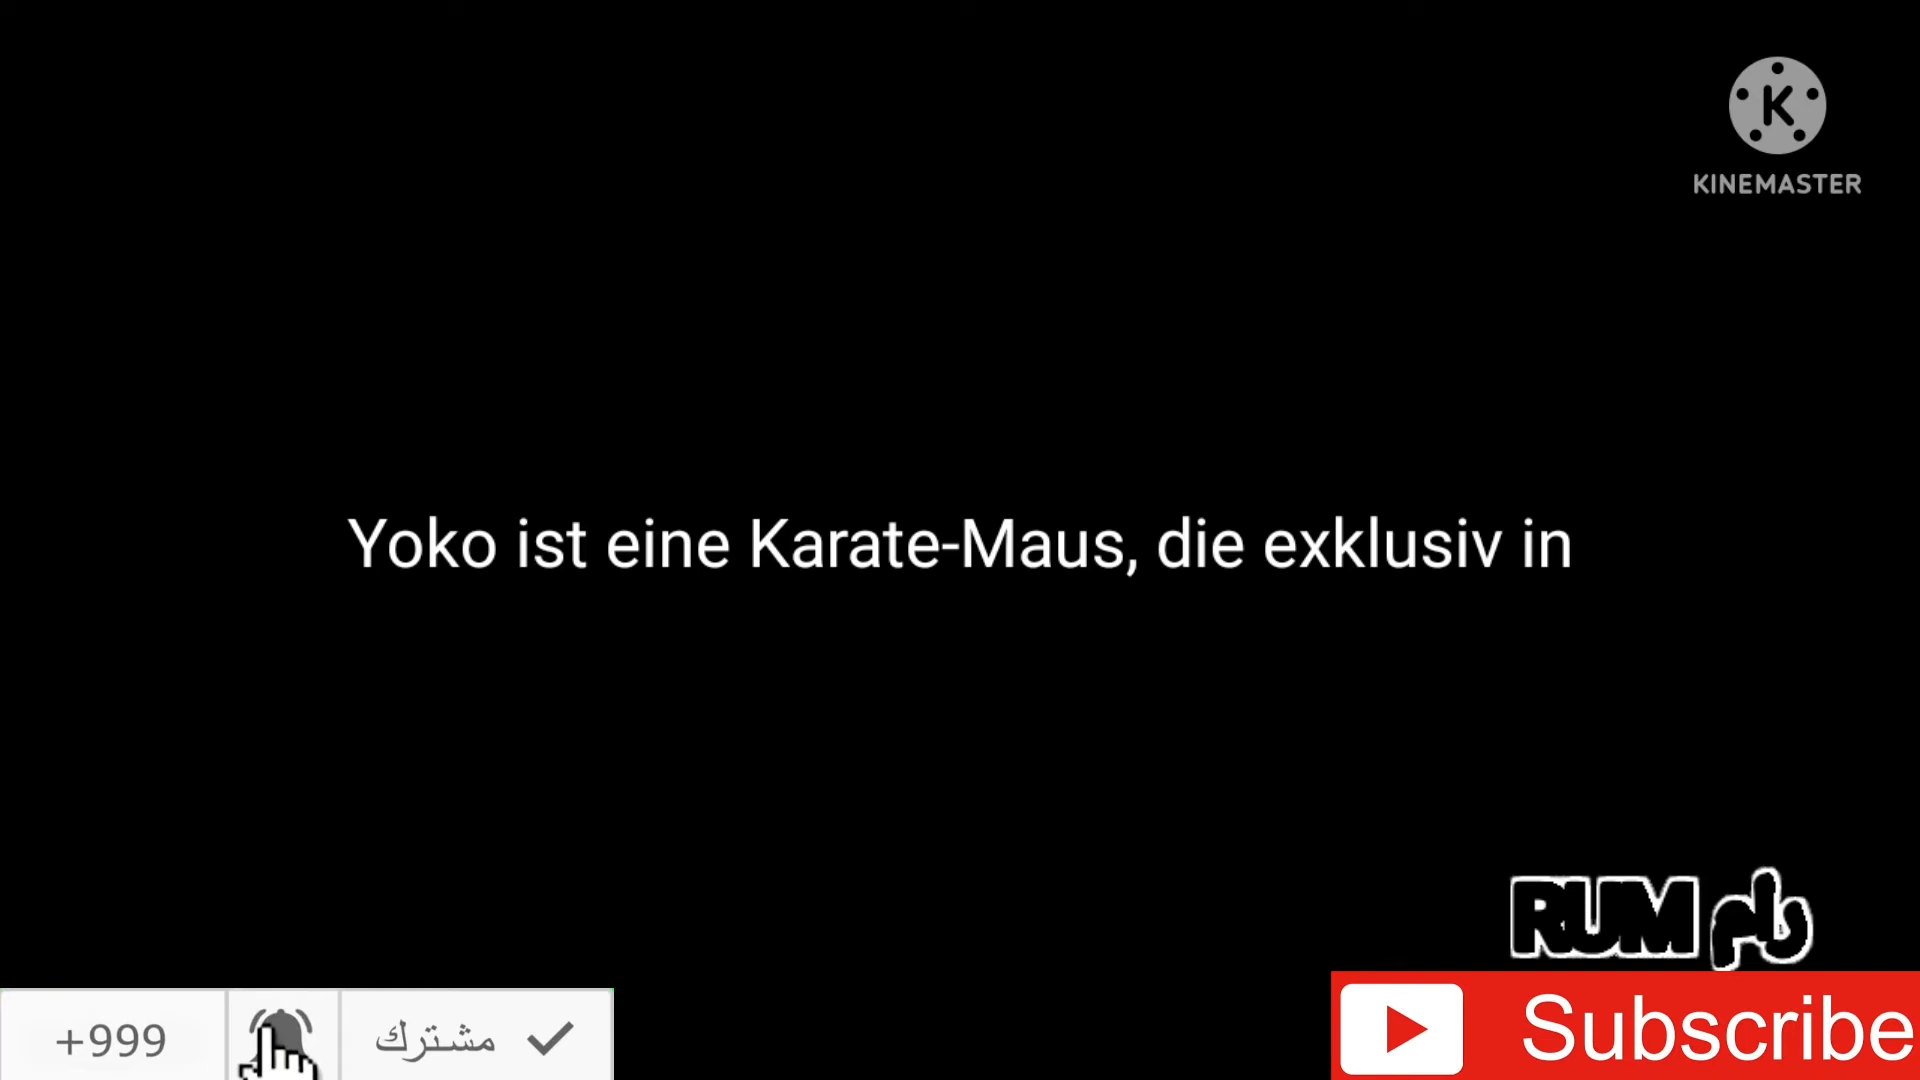 K
KINEMASTER
Yoko ist eine Karate-Maus, die exklusiv in
RUM رام
+999
مشترك
Subscribe